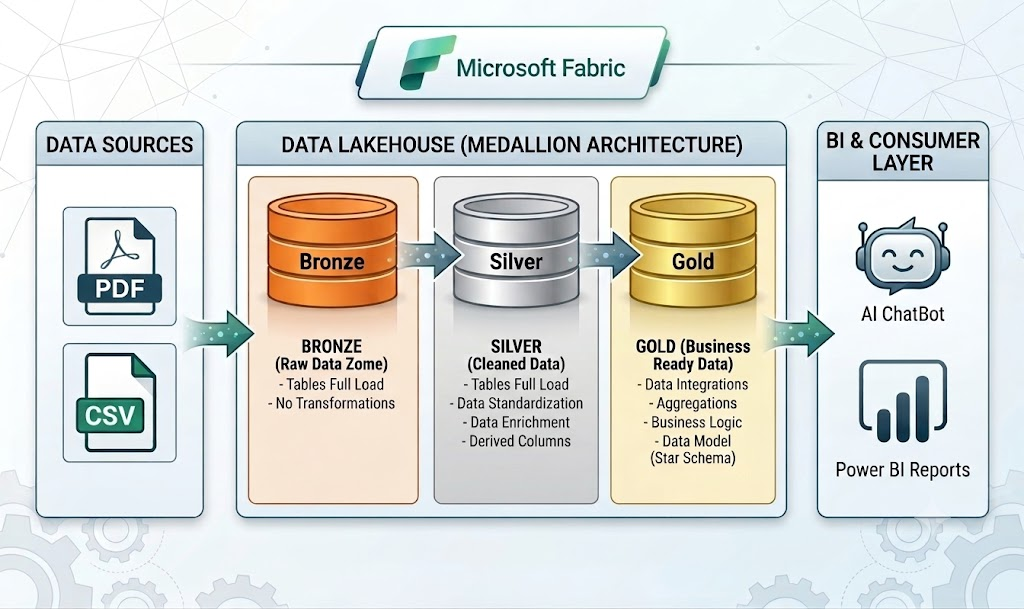 Microsoft Fabric
DATA SOURCES
PDF
CSV
DATA LAKEHOUSE (MEDALLION ARCHITECTURE)
Bronze
BRONZE
(Raw Data Zome)
- Tables Full Load
- No Transformations
Silver
SILVER
(Cleaned Data)
- Tables Full Load
- Data Standardization
- Data Enrichment
- Derived Columns
Gold
GOLD (Business
Ready Data)
- Data Integrations
- Aggregations
- Business Logic
- Data Model
(Star Schema)
BI & CONSUMER
LAYER
AI ChatBot
Power BI Reports